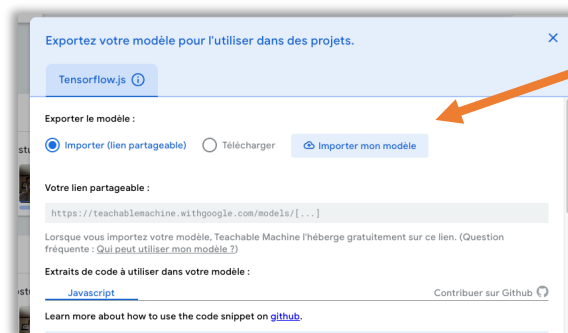 Exportez votre modèle pour l'utiliser dans des projets.
Tensorflow.js
Exporter le modèle :
Importer (lien partageable)
Télécharger
Importer mon modèle
Votre lien partageable :
https://teachablemachine.withgoogle.com/models/[...]
Lorsque vous importez votre modèle, Teachable Machine l'héberge gratuitement sur ce lien. (Question
fréquente : Qui peut utiliser mon modèle ?)
Extraits de code à utiliser dans votre modèle :
Javascript
Contribuer sur Github
Learn more about how to use the code snippet on github.